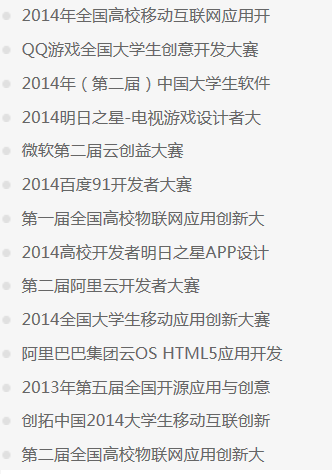 2014年全国高校移动互联网应用开
QQ游戏全国大学生创意开发大赛
2014年（第二届）中国大学生软件
2014明日之星-电视游戏设计者大
微软第二届云创益大赛
2014百度91开发者大赛
第一届全国高校物联网应用创新大
2014高校开发者明日之星APP设计
第二届阿里云开发者大赛
2014全国大学生移动应用创新大赛
阿里巴巴集团云OS HTML5应用开发
2013年第五届全国开源应用与创意
创拓中国2014大学生移动互联创新
第二届全国高校物联网应用创新大